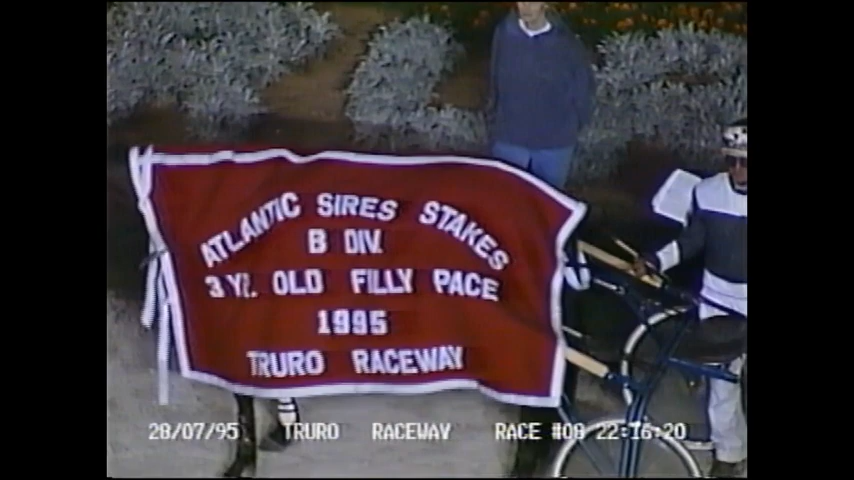 ATLANTIC SIRES STAKES
B DIV.
3 YR. OLD FILLY PACE
1995
TRURO RACEWAY
28/07/95 TRURO RACEWAY RACE #08 22:16:20